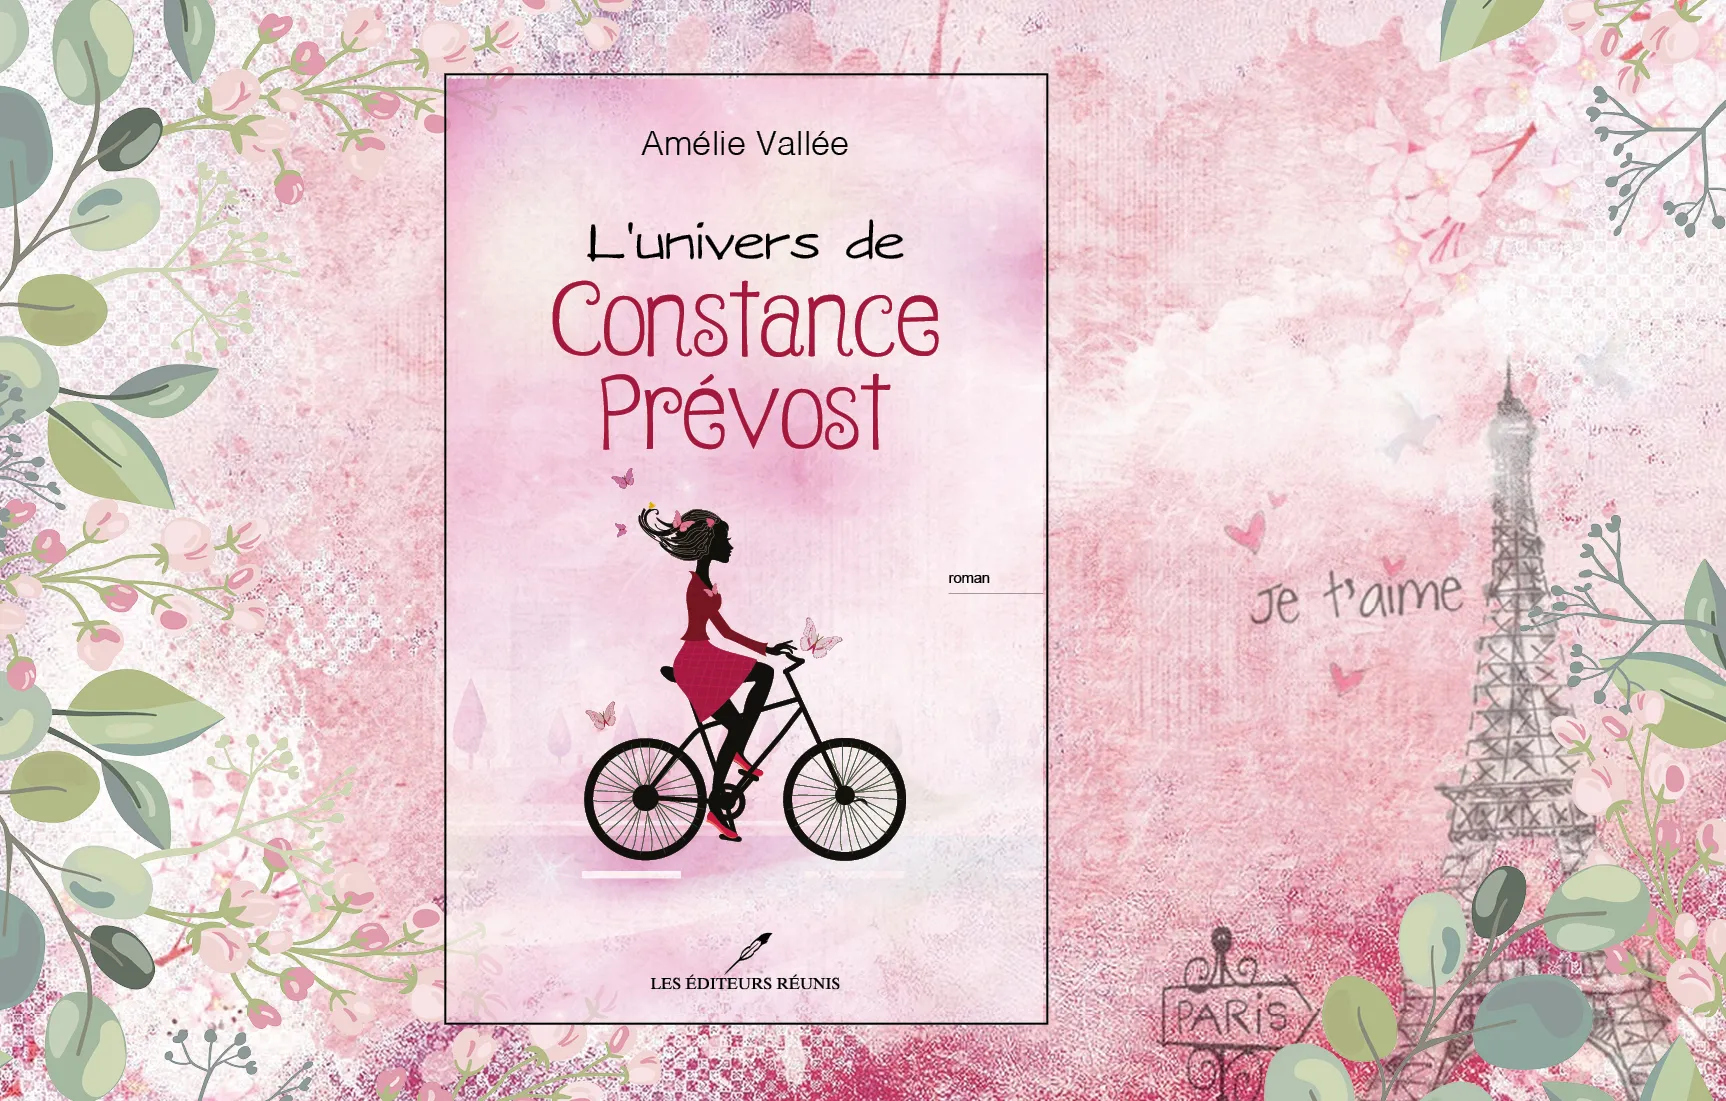 Amélie Vallée
L'univers de
Constance
Prévost
roman
LES ÉDITEURS RÉUNIS
Je t'aime
PARIS